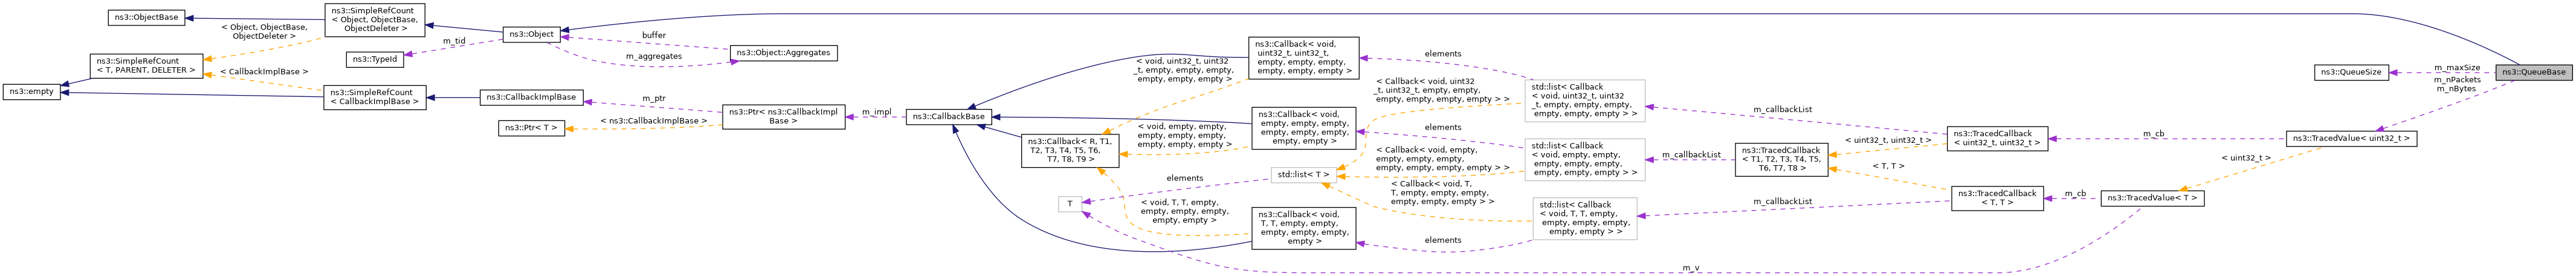 ns3::ObjectBase
ns3::SimpleRefCount
< Object, ObjectBase,
ObjectDeleter >
< Object, ObjectBase,
ObjectDeleter >
m_tid
ns3::Object
ns3::TypeId
buffer
m_aggregates
ns3::Object::Aggregates
ns3::SimpleRefCount
< T, PARENT, DELETER >
< CallbackImplBase >
ns3::empty
ns3::SimpleRefCount
< CallbackImplBase >
ns3::CallbackImplBase
m_ptr
ns3::Ptr< T >
< ns3::CallbackImplBase >
ns3::Ptr< ns3::CallbackImpl
Base >
m_impl
ns3::CallbackBase
< void, uint32_t, uint32
_t, empty, empty, empty,
empty, empty, empty >
ns3::Callback< void,
uint32_t, uint32_t,
empty, empty, empty,
empty, empty, empty >
elements
< void, empty, empty,
empty, empty, empty,
empty, empty, empty >
ns3::Callback< void,
empty, empty, empty,
empty, empty, empty,
empty, empty >
elements
ns3::Callback< R, T1,
T2, T3, T4, T5, T6,
T7, T8, T9 >
elements
T
std::list< T >
< void, T, T, empty,
empty, empty, empty,
empty, empty >
ns3::Callback< void,
T, T, empty, empty,
empty, empty, empty,
empty >
elements
< Callback< void, uint32
_t, uint32_t, empty, empty,
empty, empty, empty, empty > >
< Callback< void, empty,
empty, empty, empty,
empty, empty, empty, empty > >
< Callback< void, T,
T, empty, empty, empty,
empty, empty, empty > >
std::list< Callback
< void, uint32_t, uint32
_t, empty, empty, empty,
empty, empty, empty > >
std::list< Callback
< void, empty, empty,
empty, empty, empty,
empty, empty, empty > >
std::list< Callback
< void, T, T, empty,
empty, empty, empty,
empty, empty > >
m_callbackList
m_callbackList
m_callbackList
ns3::TracedCallback
< T1, T2, T3, T4, T5,
T6, T7, T8 >
< uint32_t, uint32_t >
< T, T >
ns3::TracedCallback
< uint32_t, uint32_t >
ns3::TracedCallback
< T, T >
m_cb
m_cb
ns3::TracedValue< T >
< uint32_t >
ns3::TracedValue< uint32_t >
m_v
ns3::QueueSize
m_maxSize
m_nPackets
m_nBytes
ns3::QueueBase